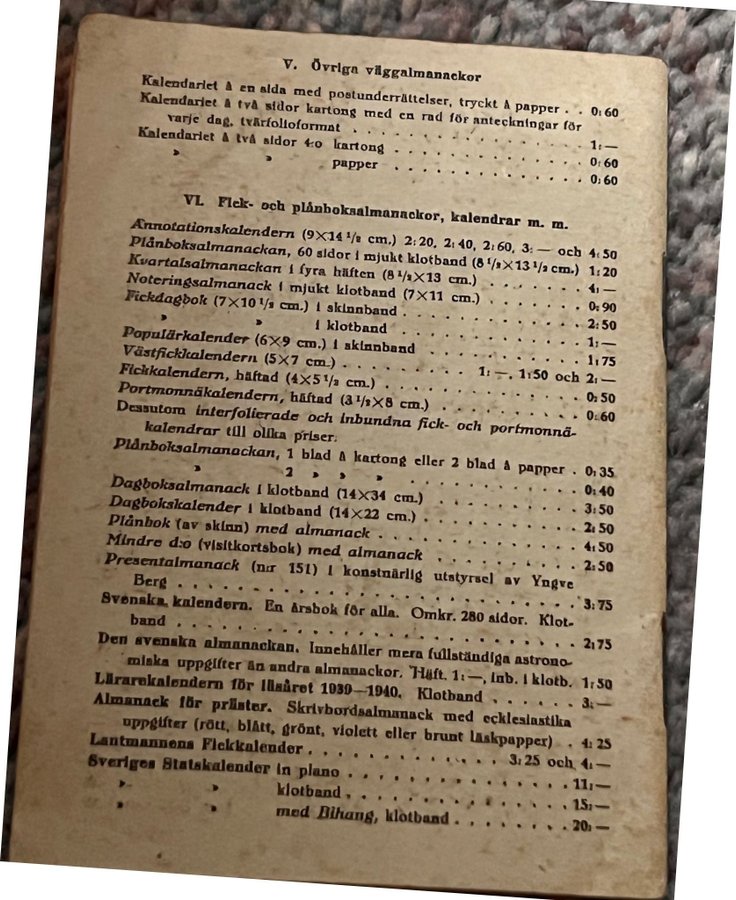 V. Övriga väggalmanackor
Kalendariet å en sida med postunderrättelser, tryckt å papper . . 0:60
Kalendariet å två sidor kartong med en rad för anteckningar för
varje dag, tvärfolioformat . . . . . . . . . . . . . . . . 1:—
Kalendariet å två sidor 4:o kartong . . . . . . . . . . . . . 0:60
» » papper . . . . . . . . . . . . . 0:60
VI. Fick- och plånboksalmanackor, kalendrar m. m.
Annotationskalendern (9×14 1/2 cm.) 2:20, 2:40, 2:60, 3:— och 4:50
Plånboksalmanackan, 60 sidor i mjukt klotband (8 1/2×13 1/2 cm.) 1:20
Kvartalsalmanackan i fyra häften (8 1/2×13 cm.) . . . . . . . 4:—
Noteringsalmanack i mjukt klotband (7×11 cm.) . . . . . . . 0:90
Fickdagbok (7×10 1/2 cm.) i skinnband . . . . . . . . . . . . 2:50
» » i klotband . . . . . . . . . . . . 1:—
Populärkalender (6×9 cm.) i skinnband . . . . . . . . . . . 1:75
Västfickkalendern (5×7 cm.) . . . . . . . . 1:—, 1:50 och 2:—
Fickkalendern, häftad (4×5 1/2 cm.) . . . . . . . . . . . . . 0:50
Portmonnäkalendern, häftad (3 1/2×8 cm.) . . . . . . . . . . 0:60
Dessutom interfolierade och inbundna fick- och portmonnä-
kalendrar till olika priser.
Plånboksalmanackan, 1 blad å kartong eller 2 blad å papper . 0:35
» 2 » » » . . . . . . . . . . . 0:40
Dagboksalmanack i klotband (14×34 cm.) . . . . . . . . . . 3:50
Dagbokskalender i klotband (14×22 cm.) . . . . . . . . . . . 2:50
Plånbok (av skinn) med almanack . . . . . . . . . . . . . . 4:50
Mindre d:o (visitkortsbok) med almanack . . . . . . . . . . 2:50
Presentalmanack (n:r 151) i konstnärlig utstyrsel av Yngve
Berg . . . . . . . . . . . . . . . . . . . . . . . . . . . 3:75
Svenska kalendern. En årsbok för alla. Omkr. 280 sidor. Klot-
band . . . . . . . . . . . . . . . . . . . . . . . . . . . 2:75
Den svenska almanackan. Innehåller mera fullständiga astrono-
miska uppgifter än andra almanackor. Häft. 1:—, inb. i klotb. 1:50
Lärarekalendern för läsåret 1939—1940. Klotband . . . . . . 3:—
Almanack för präster. Skrivbordsalmanack med ecklesiastika
uppgifter (rött, blått, grönt, violett eller brunt läskpapper) . 4:25
Lantmannens Fickkalender . . . . . . . . . . . . 3:25 och 4:—
Sveriges Statskalender in plano . . . . . . . . . . . . . . . 11:—
» » klotband . . . . . . . . . . . . . . . 15:—
» » med Bihang, klotband . . . . . . . . 20:—